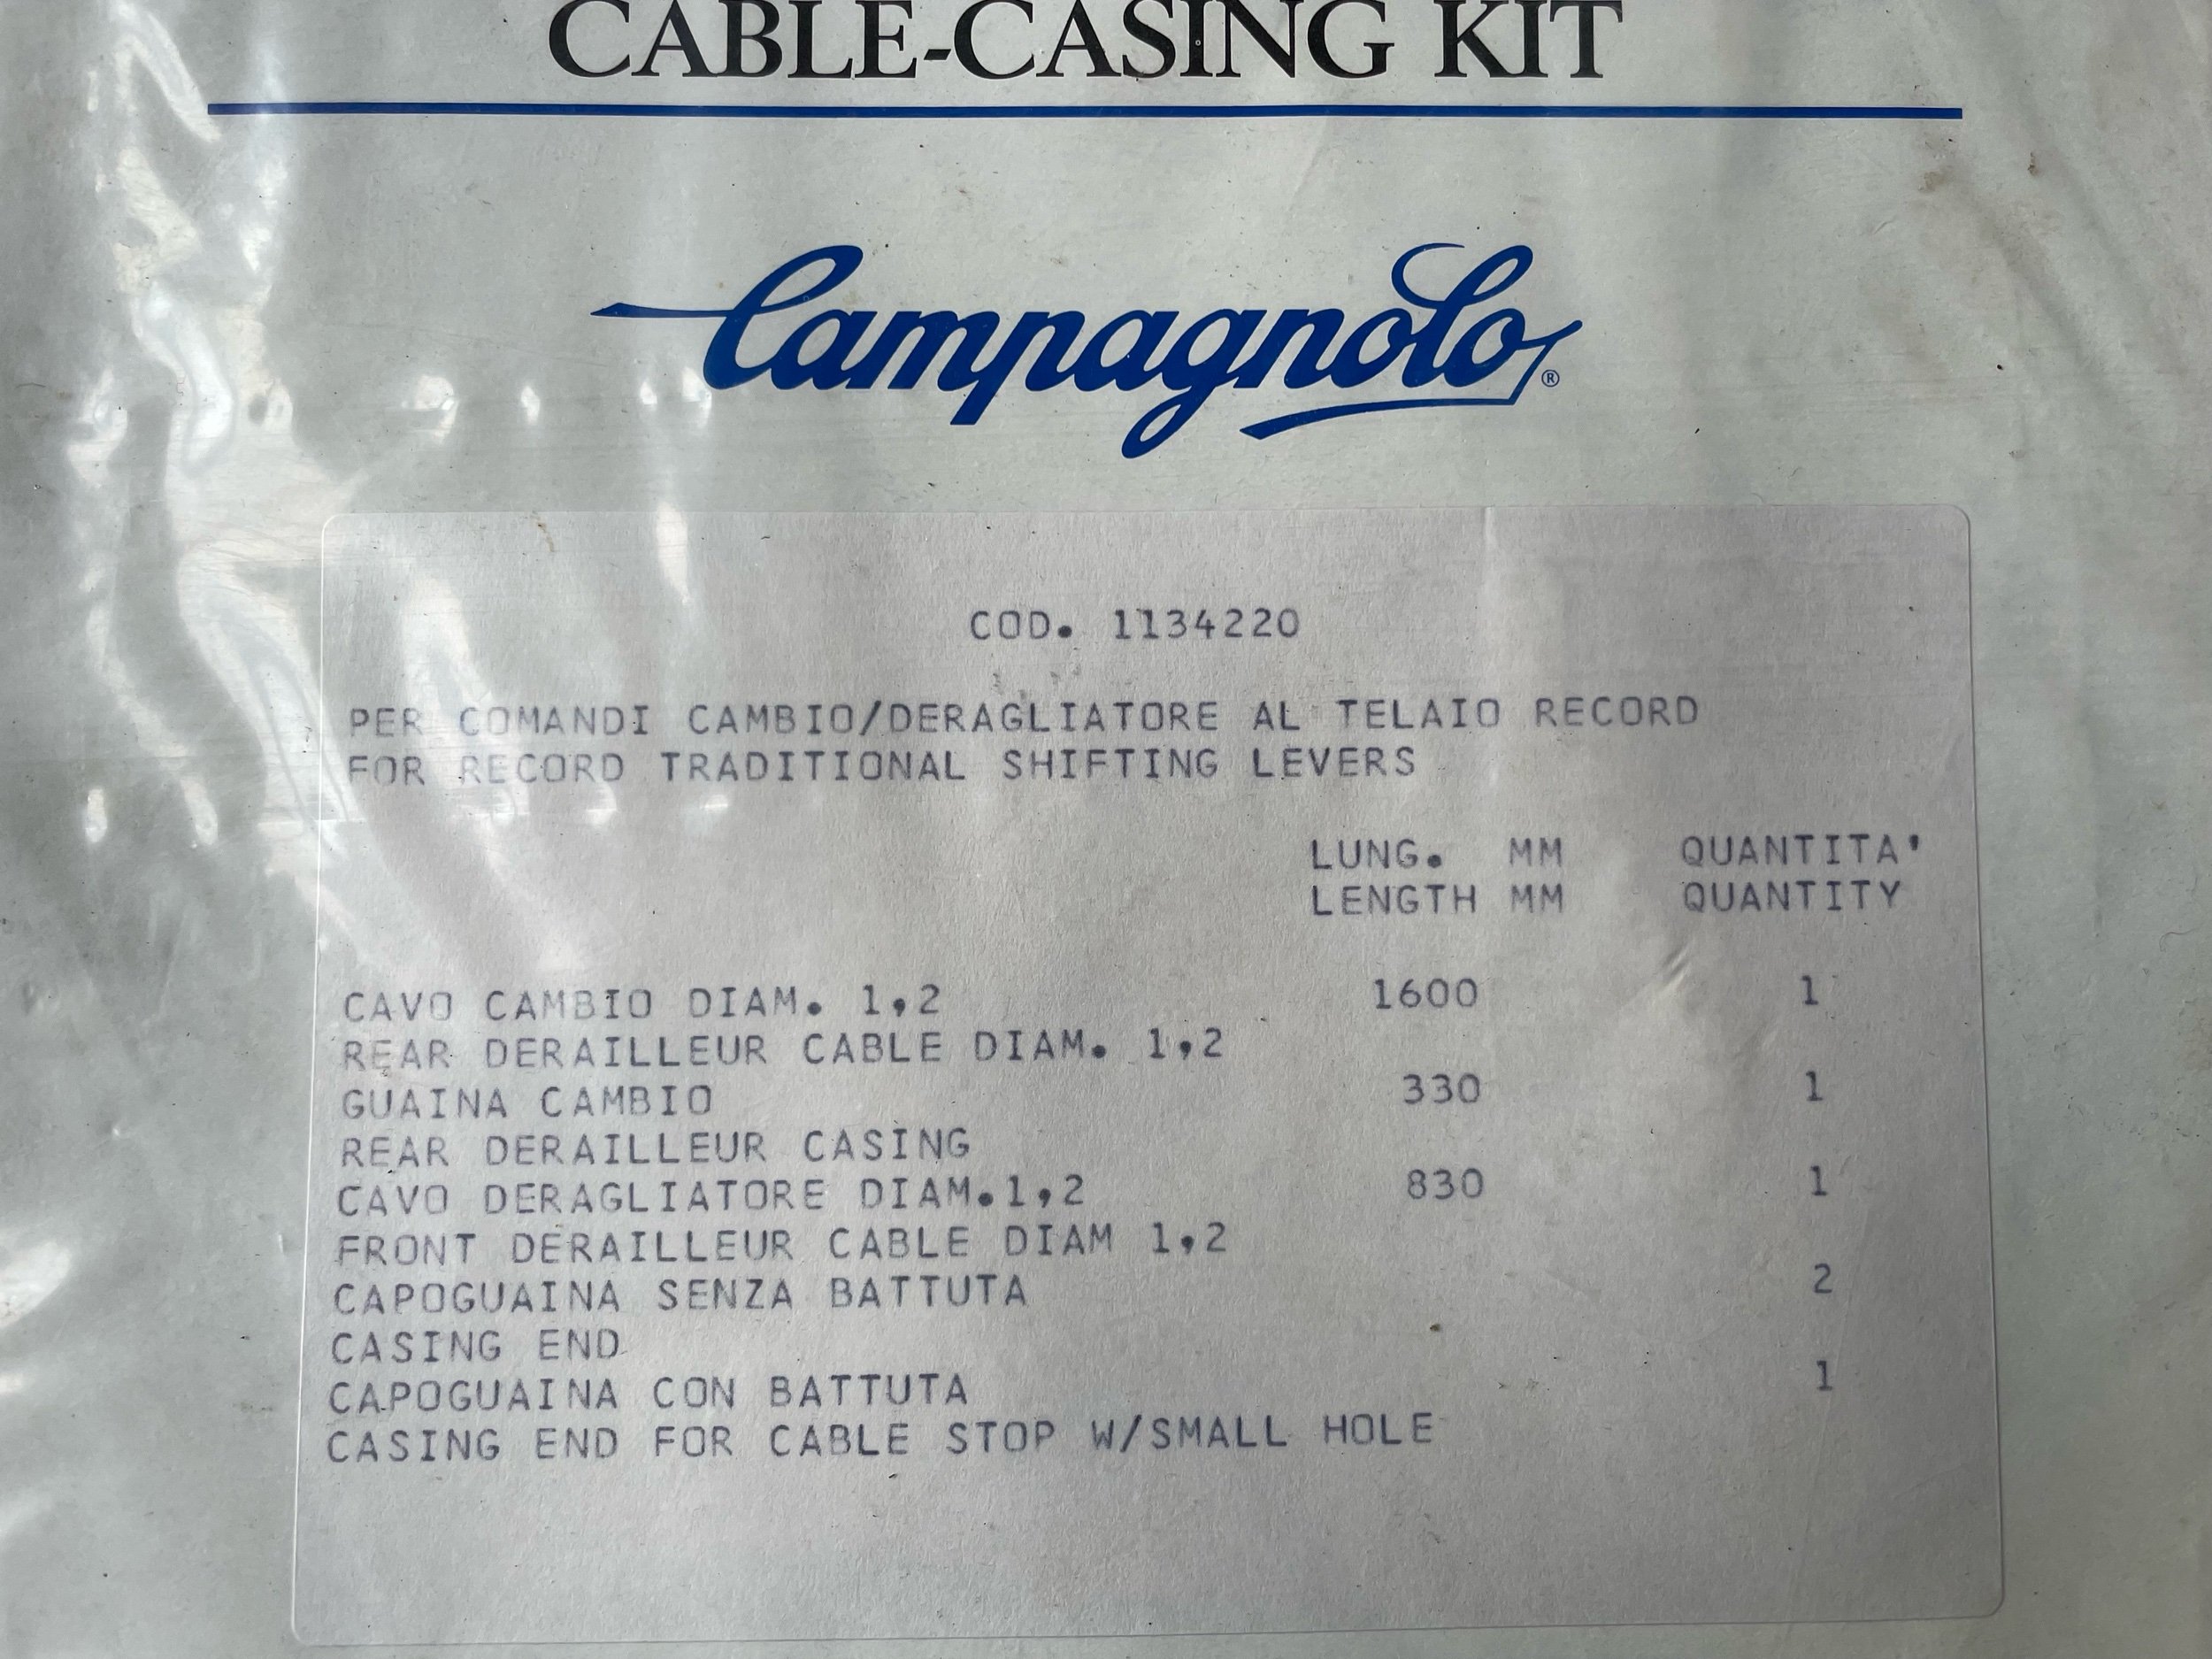 CABLE-CASING KIT
Campagnolo®
COD. 1134220
PER COMANDI CAMBIO/DERAGLIATORE AL TELAIO RECORD
FOR RECORD TRADITIONAL SHIFTING LEVERS
LUNG. MM QUANTITA'
LENGTH MM QUANTITY
CAVO CAMBIO DIAM. 1,2 1600 1
REAR DERAILLEUR CABLE DIAM. 1,2
GUAINA CAMBIO 330 1
REAR DERAILLEUR CASING
CAVO DERAGLIATORE DIAM.1,2 830 1
FRONT DERAILLEUR CABLE DIAM 1,2
CAPOGUAINA SENZA BATTUTA 2
CASING END
CAPOGUAINA CON BATTUTA 1
CASING END FOR CABLE STOP W/SMALL HOLE